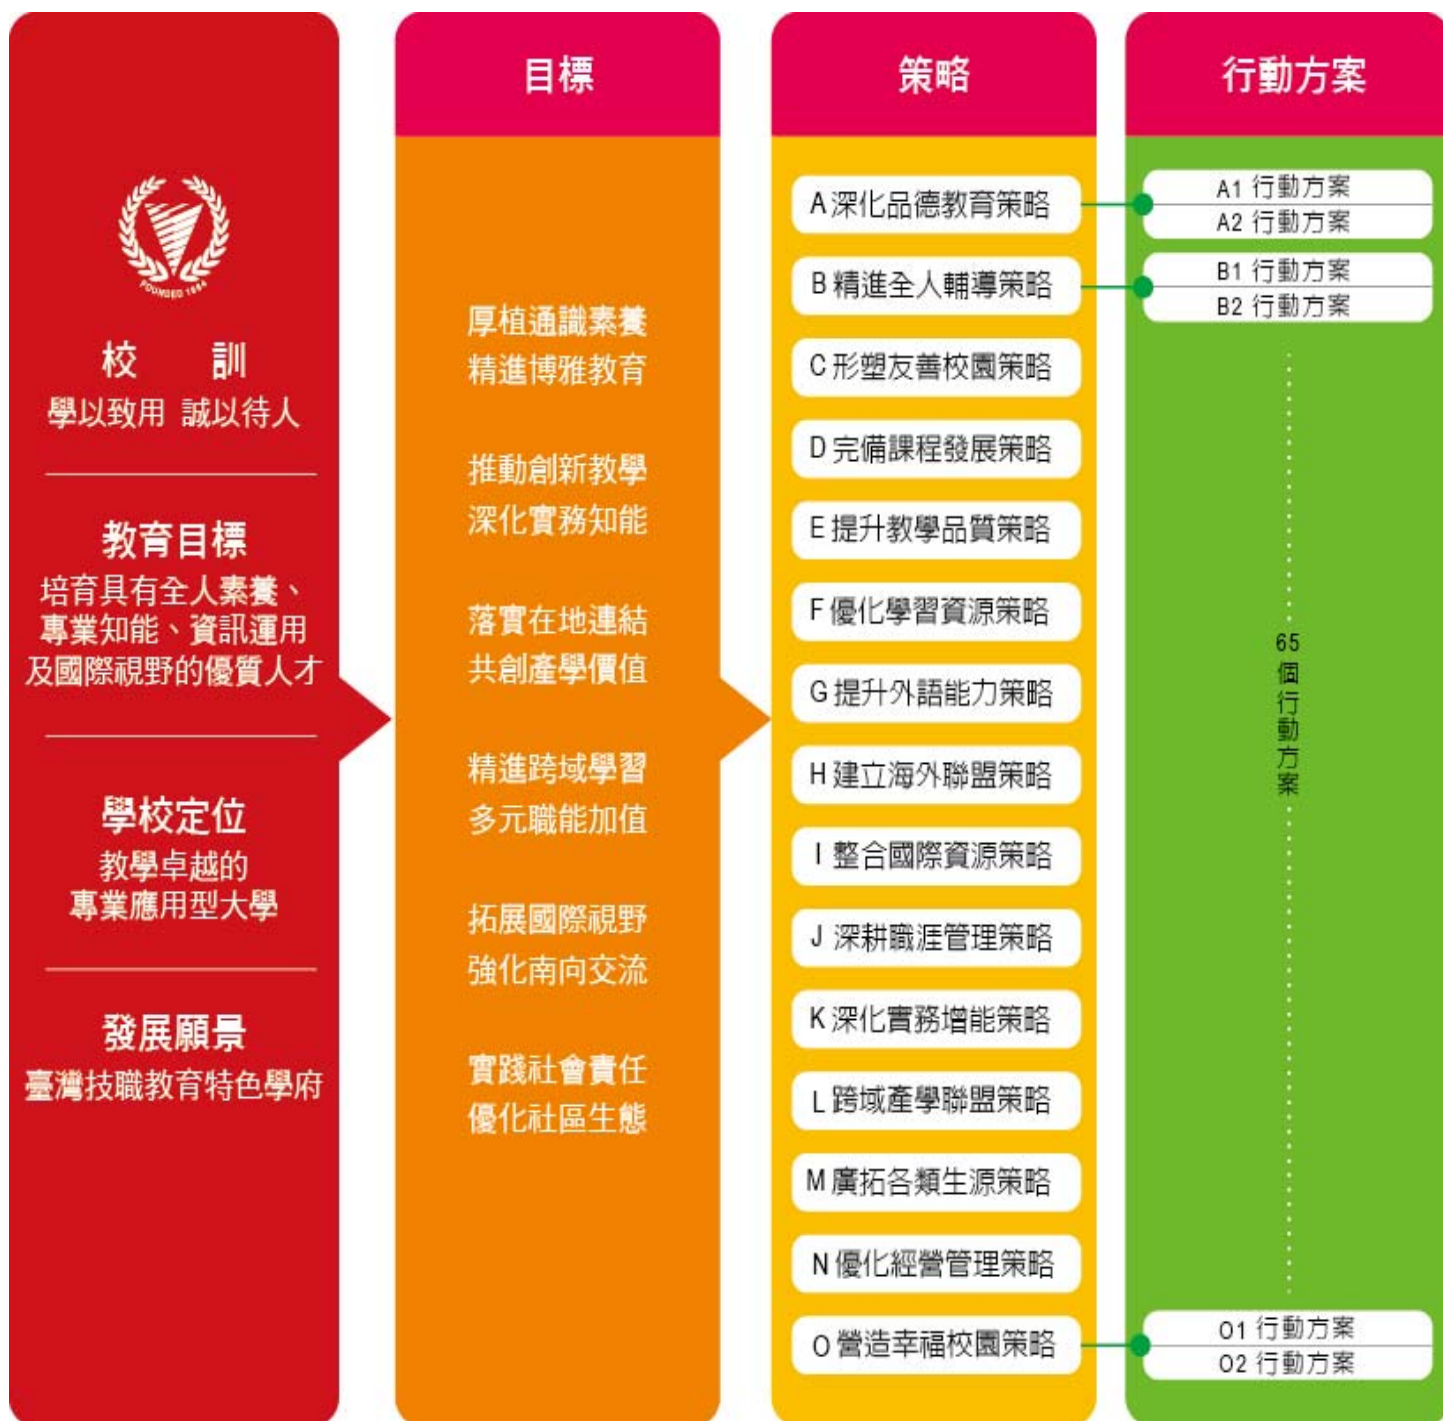 FOUNDED 1964
校 訓
學以致用 誠以待人
教育目標
培育具有全人素養、
專業知能、資訊運用
及國際視野的優質人才
學校定位
教學卓越的
專業應用型大學
發展願景
臺灣技職教育特色學府
目標
厚植通識素養
精進博雅教育
推動創新教學
深化實務知能
落實在地連結
共創產學價值
精進跨域學習
多元職能加值
拓展國際視野
強化南向交流
實踐社會責任
優化社區生態
策略
A 深化品德教育策略
B 精進全人輔導策略
C 形塑友善校園策略
D 完備課程發展策略
E 提升教學品質策略
F 優化學習資源策略
G 提升外語能力策略
H 建立海外聯盟策略
I 整合國際資源策略
J 深耕職涯管理策略
K 深化實務增能策略
L 跨域產學聯盟策略
M 廣拓各類生源策略
N 優化經營管理策略
O 營造幸福校園策略
行動方案
A1 行動方案
A2 行動方案
B1 行動方案
B2 行動方案
65個行動方案
O1 行動方案
O2 行動方案